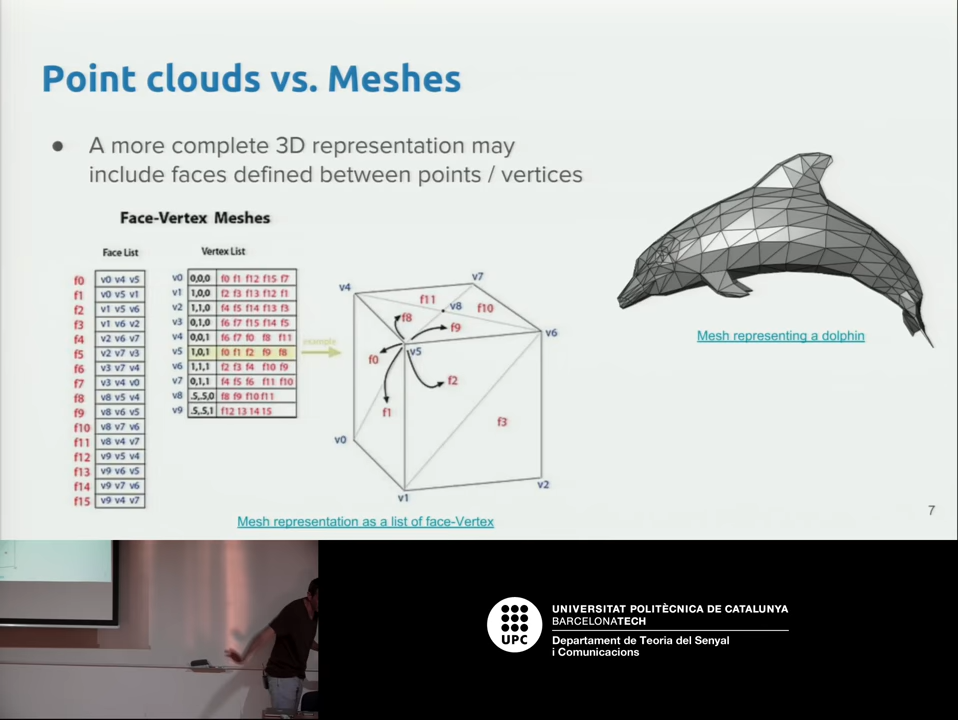 Point clouds vs. Meshes
● A more complete 3D representation may
include faces defined between points / vertices
Face-Vertex Meshes
Face List
f0 v0 v4 v5
f1 v0 v5 v1
f2 v1 v5 v6
f3 v1 v6 v2
f4 v2 v6 v7
f5 v2 v7 v3
f6 v3 v7 v4
f7 v3 v4 v0
f8 v8 v5 v4
f9 v8 v6 v5
f10 v8 v7 v6
f11 v8 v4 v7
f12 v9 v5 v4
f13 v9 v6 v5
f14 v9 v7 v6
f15 v9 v4 v7
Vertex List
v0 0,0,0 f0 f1 f12 f15 f7
v1 1,0,0 f2 f3 f13 f12 f1
v2 1,1,0 f4 f5 f14 f13 f3
v3 0,1,0 f6 f7 f15 f14 f5
v4 0,0,1 f6 f7 f0 f8 f11
v5 1,0,1 f0 f1 f2 f9 f8
v6 1,1,1 f2 f3 f4 f10 f9
v7 0,1,1 f4 f5 f6 f11 f10
v8 .5,.5,0 f8 f9 f10 f11
v9 .5,.5,1 f12 13 14 15
example
v4
v7
f11
v8
f10
f8
f9
v6
v5
f0
f2
f1
f3
v0
v2
v1
Mesh representation as a list of face-Vertex
Mesh representing a dolphin
7
UPC
UNIVERSITAT POLITÈCNICA DE CATALUNYA
BARCELONATECH
Departament de Teoria del Senyal
i Comunicacions